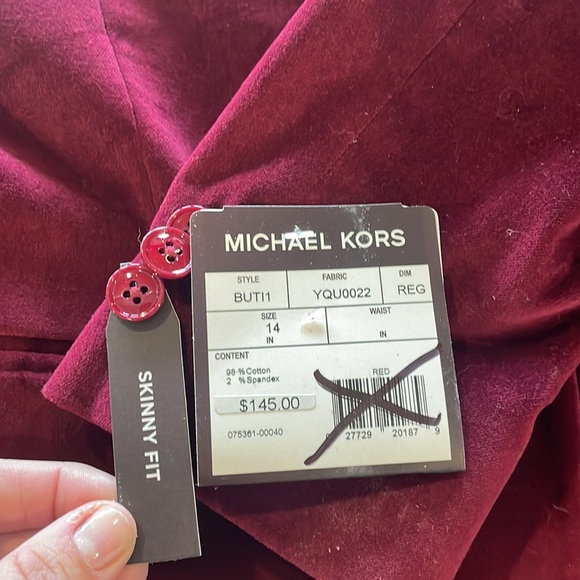 MICHAEL KORS
STYLE FABRIC DIM
BUTI1 YQU0022 REG
SIZE WAIST
14
IN IN
CONTENT
98 % Cotton
2 % Spandex
RED
$145.00
075361-00040
27729 20187 9
SKINNY FIT